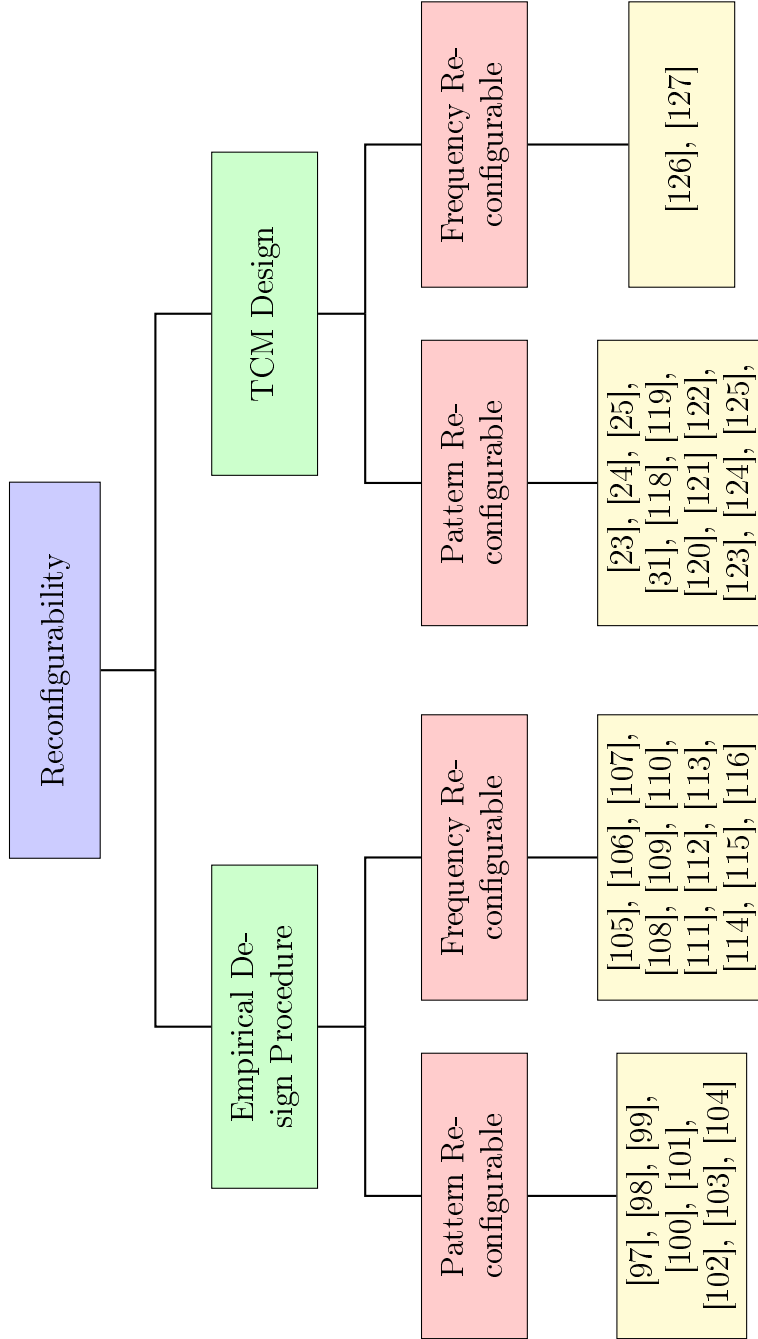 Reconfigurability
Empirical De-
sign Procedure
TCM Design
Pattern Re-
configurable
Frequency Re-
configurable
Pattern Re-
configurable
Frequency Re-
configurable
[97], [98], [99],
[100], [101],
[102], [103], [104]
[105], [106], [107],
[108], [109], [110],
[111], [112], [113],
[114], [115], [116]
[23], [24], [25],
[31], [118], [119],
[120], [121] [122],
[123], [124], [125],
[126], [127]